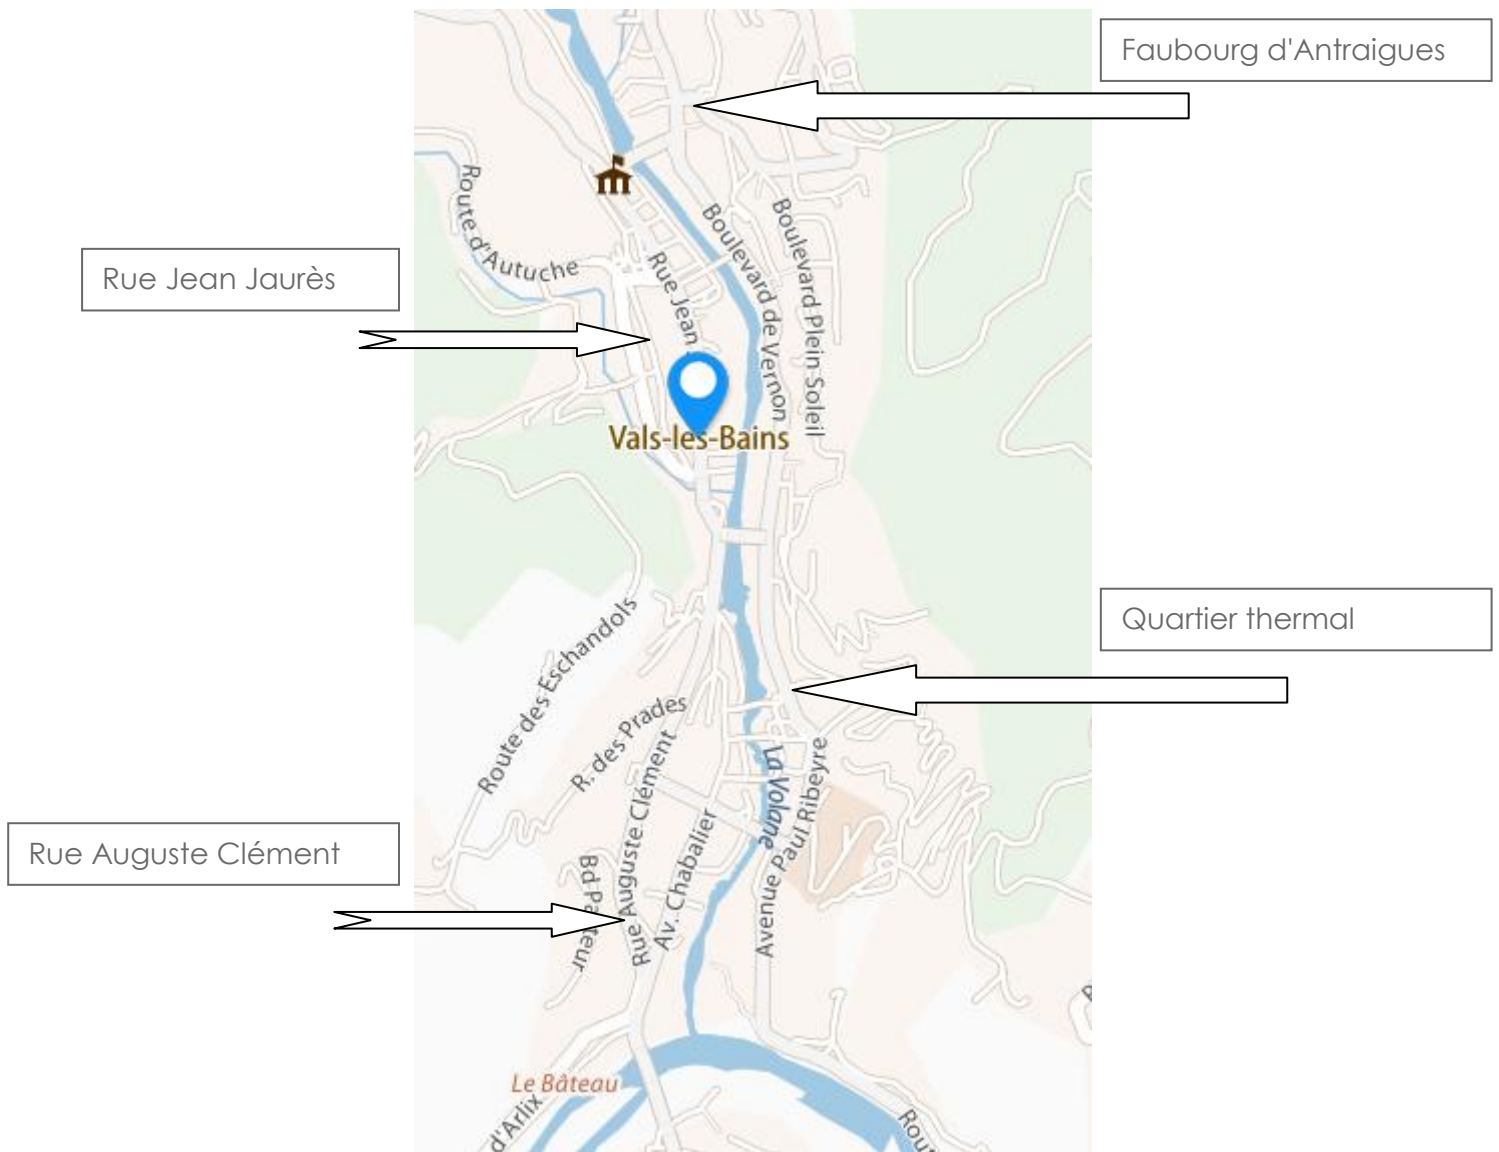 Faubourg d'Antraigues
Route d'Autuche
Boulevard de Vernon
Boulevard Plein Soleil
Rue Jean Jaurès
Rue Jean
Vals-les-Bains
Quartier thermal
Route des Eschandols
R. des Prades
Rue Auguste Clément
Rue Auguste Clément
Av. Chabalier
La Volane
Avenue Paul Ribeyre
Le Bâteau
d'Arlix
Rout